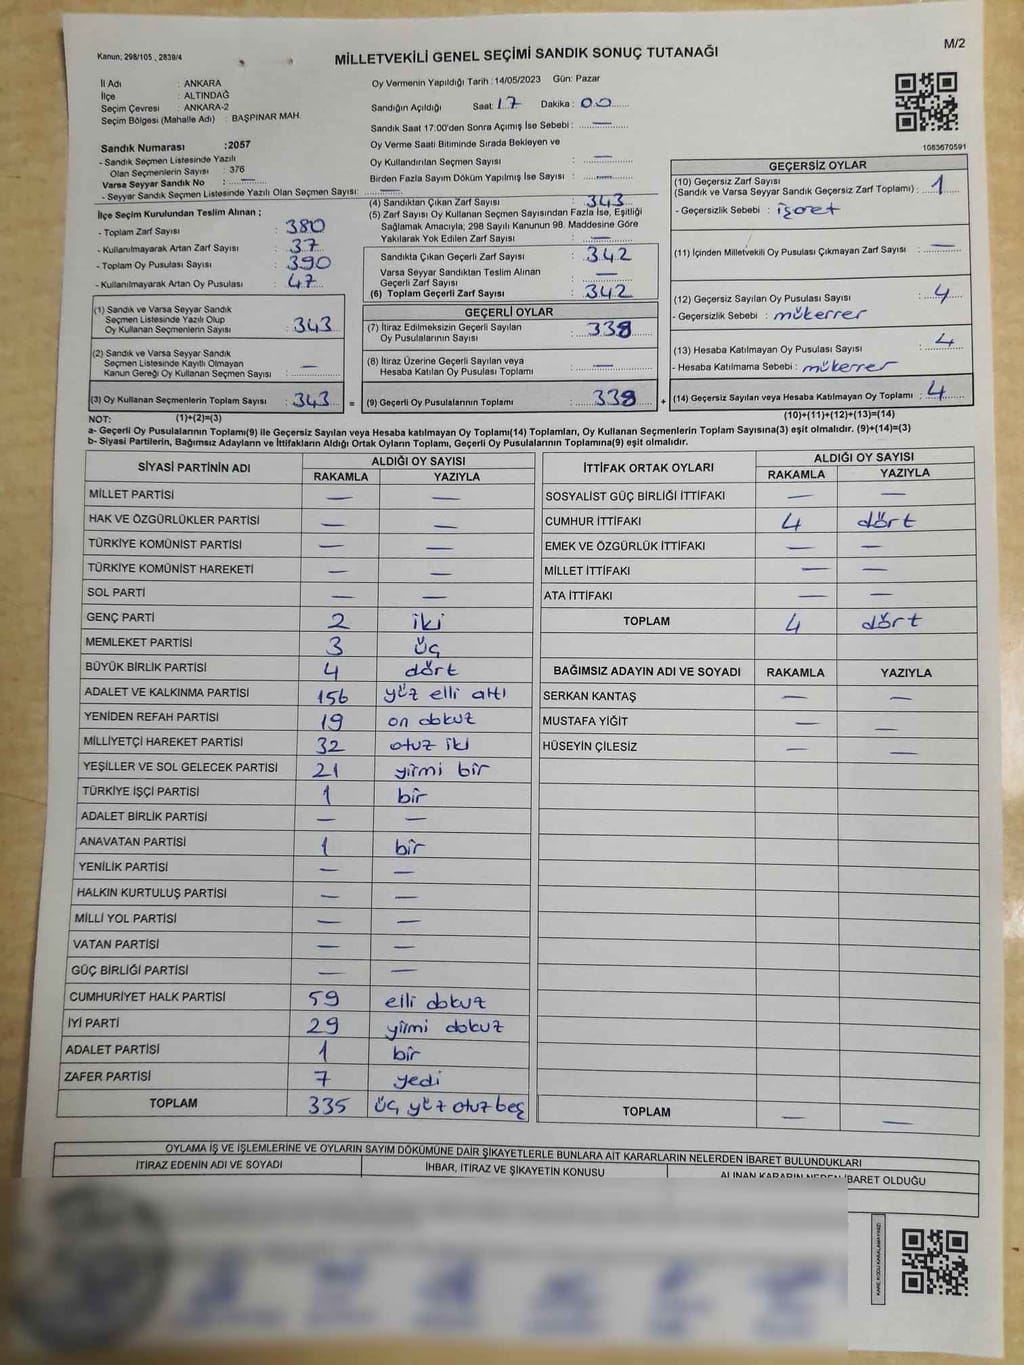 Kanun; 298/105 , 2839/4
MİLLETVEKİLİ GENEL SEÇİMİ SANDIK SONUÇ TUTANAĞI
M/2
İl Adı : ANKARA
İlçe : ALTINDAĞ
Seçim Çevresi : ANKARA-2
Seçim Bölgesi (Mahalle Adı) : BAŞPINAR MAH.
Oy Vermenin Yapıldığı Tarih : 14/05/2023 Gün: Pazar
Sandığın Açıldığı Saat: 17 Dakika : 00
Sandık Saat 17:00'den Sonra Açımış İse Sebebi : —
Oy Verme Saati Bitiminde Sırada Bekleyen ve
Oy Kullandırılan Seçmen Sayısı : —
Birden Fazla Sayım Döküm Yapılmış İse Sayısı : —
1083670591
Sandık Numarası :2057
- Sandık Seçmen Listesinde Yazılı
Olan Seçmenlerin Sayısı : 376
Varsa Seyyar Sandık No : —
- Seyyar Sandık Seçmen Listesinde Yazılı Olan Seçmen Sayısı: —
İlçe Seçim Kurulundan Teslim Alınan ;
- Toplam Zarf Sayısı : 380
- Kullanılmayarak Artan Zarf Sayısı : 37
- Toplam Oy Pusulası Sayısı : 390
- Kullanılmayarak Artan Oy Pusulası : 47
(1) Sandık ve Varsa Seyyar Sandık
Seçmen Listesinde Yazılı Olup
Oy Kullanan Seçmenlerin Sayısı : 343
(2) Sandık ve Varsa Seyyar Sandık
Seçmen Listesinde Kayıtlı Olmayan
Kanun Gereği Oy Kullanan Seçmen Sayısı : —
(3) Oy Kullanan Seçmenlerin Toplam Sayısı : 343 =
(4) Sandıktan Çıkan Zarf Sayısı : 343
(5) Zarf Sayısı Oy Kullanan Seçmen Sayısından Fazla İse, Eşitliği
Sağlamak Amacıyla; 298 Sayılı Kanunun 98. Maddesine Göre
Yakılarak Yok Edilen Zarf Sayısı : —
Sandıkta Çıkan Geçerli Zarf Sayısı : 342
Varsa Seyyar Sandıktan Teslim Alınan
Geçerli Zarf Sayısı : —
(6) Toplam Geçerli Zarf Sayısı : 342
GEÇERLİ OYLAR
(7) İtiraz Edilmeksizin Geçerli Sayılan
Oy Pusulalarının Sayısı : 338
(8) İtiraz Üzerine Geçerli Sayılan veya
Hesaba Katılan Oy Pusulası Toplamı : —
(9) Geçerli Oy Pusulalarının Toplamı : 338 +
GEÇERSİZ OYLAR
(10) Geçersiz Zarf Sayısı
(Sandık ve Varsa Seyyar Sandık Geçersiz Zarf Toplamı) : 1
- Geçersizlik Sebebi : işaret
(11) İçinden Milletvekili Oy Pusulası Çıkmayan Zarf Sayısı : —
(12) Geçersiz Sayılan Oy Pusulası Sayısı : 4
- Geçersizlik Sebebi : mükerrer
(13) Hesaba Katılmayan Oy Pusulası Sayısı : 4
- Hesaba Katılmama Sebebi : mükerrer
(14) Geçersiz Sayılan veya Hesaba Katılmayan Oy Toplamı : 4
NOT: (1)+(2)=(3)
(10)+(11)+(12)+(13)=(14)
a- Geçerli Oy Pusulalarının Toplamı(9) ile Geçersiz Sayılan veya Hesaba katılmayan Oy Toplamı(14) Toplamları, Oy Kullanan Seçmenlerin Toplam Sayısına(3) eşit olmalıdır. (9)+(14)=(3)
b- Siyasi Partilerin, Bağımsız Adayların ve İttifakların Aldığı Ortak Oyların Toplamı, Geçerli Oy Pusulalarının Toplamına(9) eşit olmalıdır.
SİYASİ PARTİNİN ADI ALDIĞI OY SAYISI
RAKAMLA YAZIYLA
MİLLET PARTİSİ — —
HAK VE ÖZGÜRLÜKLER PARTİSİ — —
TÜRKİYE KOMÜNİST PARTİSİ — —
TÜRKİYE KOMÜNİST HAREKETİ — —
SOL PARTİ — —
GENÇ PARTİ 2 iki
MEMLEKET PARTİSİ 3 üç
BÜYÜK BİRLİK PARTİSİ 4 dört
ADALET VE KALKINMA PARTİSİ 156 yüz elli altı
YENİDEN REFAH PARTİSİ 19 on dokuz
MİLLİYETÇİ HAREKET PARTİSİ 32 otuz iki
YEŞİLLER VE SOL GELECEK PARTİSİ 21 yirmi bir
TÜRKİYE İŞÇİ PARTİSİ 1 bir
ADALET BİRLİK PARTİSİ — —
ANAVATAN PARTİSİ 1 bir
YENİLİK PARTİSİ — —
HALKIN KURTULUŞ PARTİSİ — —
MİLLİ YOL PARTİSİ — —
VATAN PARTİSİ — —
GÜÇ BİRLİĞİ PARTİSİ — —
CUMHURİYET HALK PARTİSİ 59 elli dokuz
İYİ PARTİ 29 yirmi dokuz
ADALET PARTİSİ 1 bir
ZAFER PARTİSİ 7 yedi
TOPLAM 335 üç yüz otuz beş
İTTİFAK ORTAK OYLARI ALDIĞI OY SAYISI
RAKAMLA YAZIYLA
SOSYALİST GÜÇ BİRLİĞİ İTTİFAKI — —
CUMHUR İTTİFAKI 4 dört
EMEK VE ÖZGÜRLÜK İTTİFAKI — —
MİLLET İTTİFAKI — —
ATA İTTİFAKI — —
TOPLAM 4 dört
BAĞIMSIZ ADAYIN ADI VE SOYADI RAKAMLA YAZIYLA
SERKAN KANTAŞ — —
MUSTAFA YİĞİT — —
HÜSEYİN ÇİLESİZ — —
TOPLAM — —
OYLAMA İŞ VE İŞLEMLERİNE VE OYLARIN SAYIM DÖKÜMÜNE DAİR ŞİKAYETLERLE BUNLARA AİT KARARLARIN NELERDEN İBARET BULUNDUKLARI
İTİRAZ EDENİN ADI VE SOYADI İHBAR, İTİRAZ VE ŞİKAYETİN KONUSU ALINAN KARARIN NEDEN İBARET OLDUĞU
KARE KODU KARALAMAYINIZ!